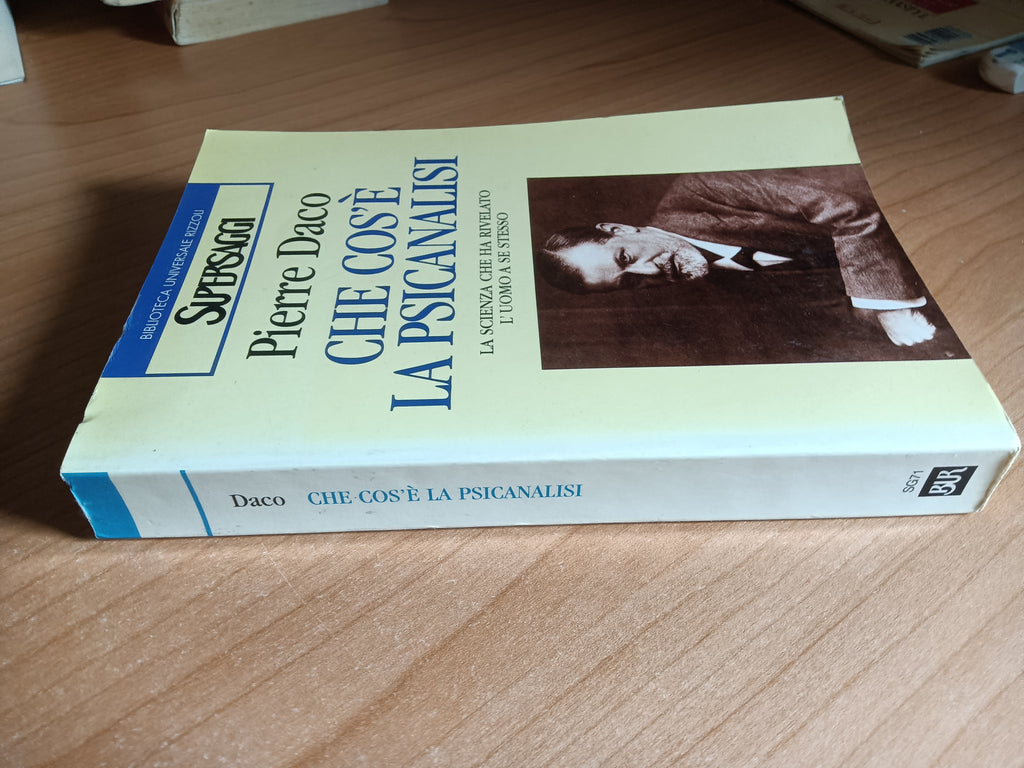 BIBLIOTECA UNIVERSALE RIZZOLI
SUPERSAGGI
Pierre Daco
CHE COS'È
LA PSICANALISI
LA SCIENZA CHE HA RIVELATO
L'UOMO A SE STESSO
Daco CHE COS'È LA PSICANALISI
SG71
BUR